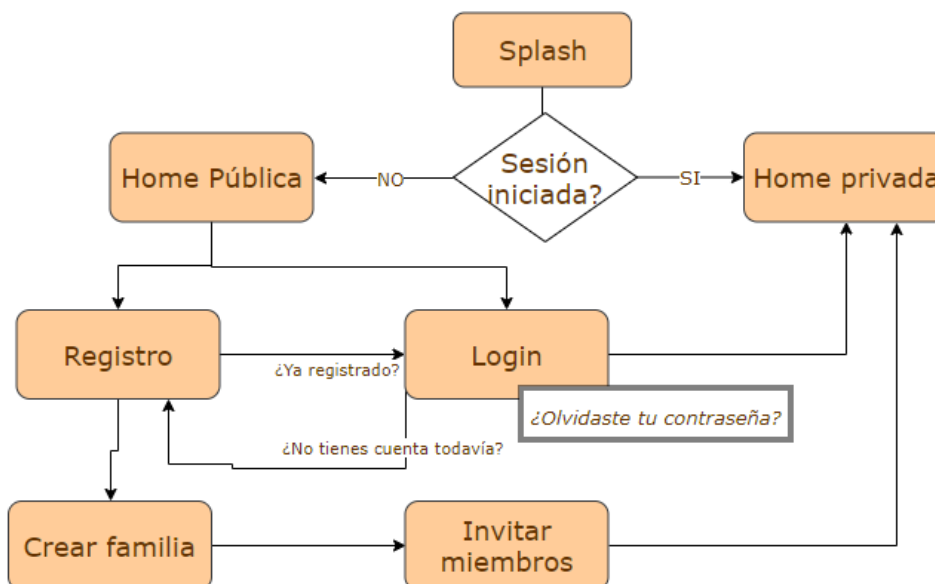 Splash
Sesión
iniciada?
Home Pública
NO
SI
Home privada
Registro
¿Ya registrado?
Login
¿Olvidaste tu contraseña?
¿No tienes cuenta todavía?
Crear familia
Invitar
miembros